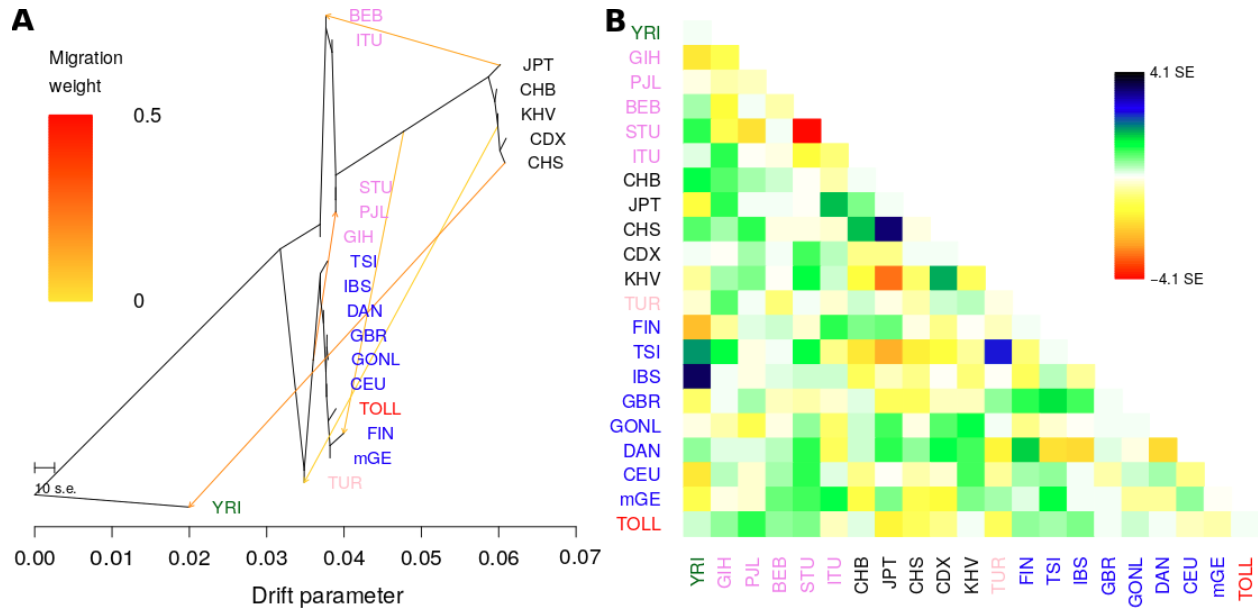 A
Migration
weight
0.5
0
BEB
ITU
JPT
CHB
KHV
CDX
CHS
STU
PJL
GIH
TSI
IBS
DAN
GBR
GONL
CEU
TOLL
FIN
mGE
TUR
YRI
10 s.e.
0.00 0.01 0.02 0.03 0.04 0.05 0.06 0.07
Drift parameter
B
YRI
GIH
PJL
BEB
STU
ITU
CHB
JPT
CHS
CDX
KHV
TUR
FIN
TSI
IBS
GBR
GONL
DAN
CEU
mGE
TOLL
4.1 SE
−4.1 SE
YRI GIH PJL BEB STU ITU CHB JPT CHS CDX KHV TUR FIN TSI IBS GBR GONL DAN CEU mGE TOLL